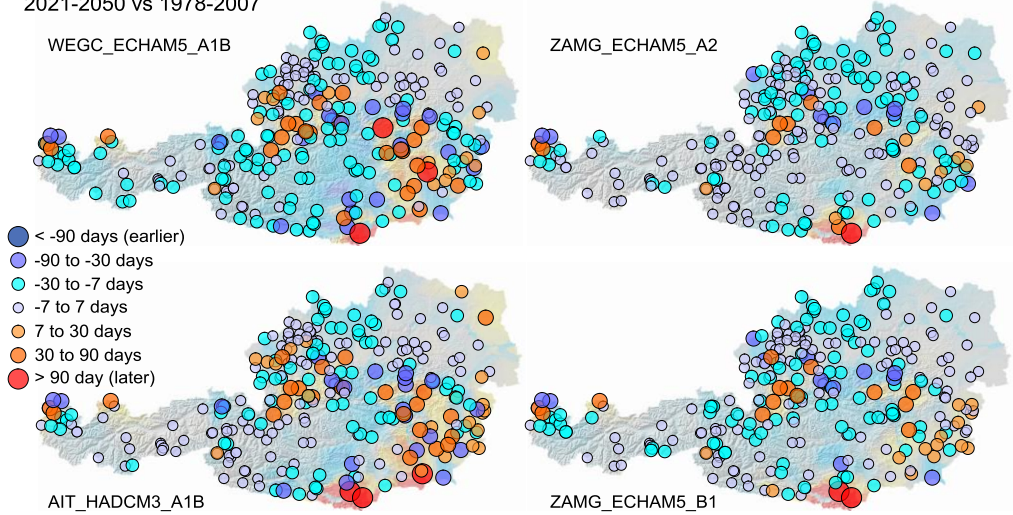 2021-2050 vs 1978-2007
WEGC_ECHAM5_A1B
ZAMG_ECHAM5_A2
< -90 days (earlier)
-90 to -30 days
-30 to -7 days
-7 to 7 days
7 to 30 days
30 to 90 days
> 90 day (later)
AIT_HADCM3_A1B
ZAMG_ECHAM5_B1